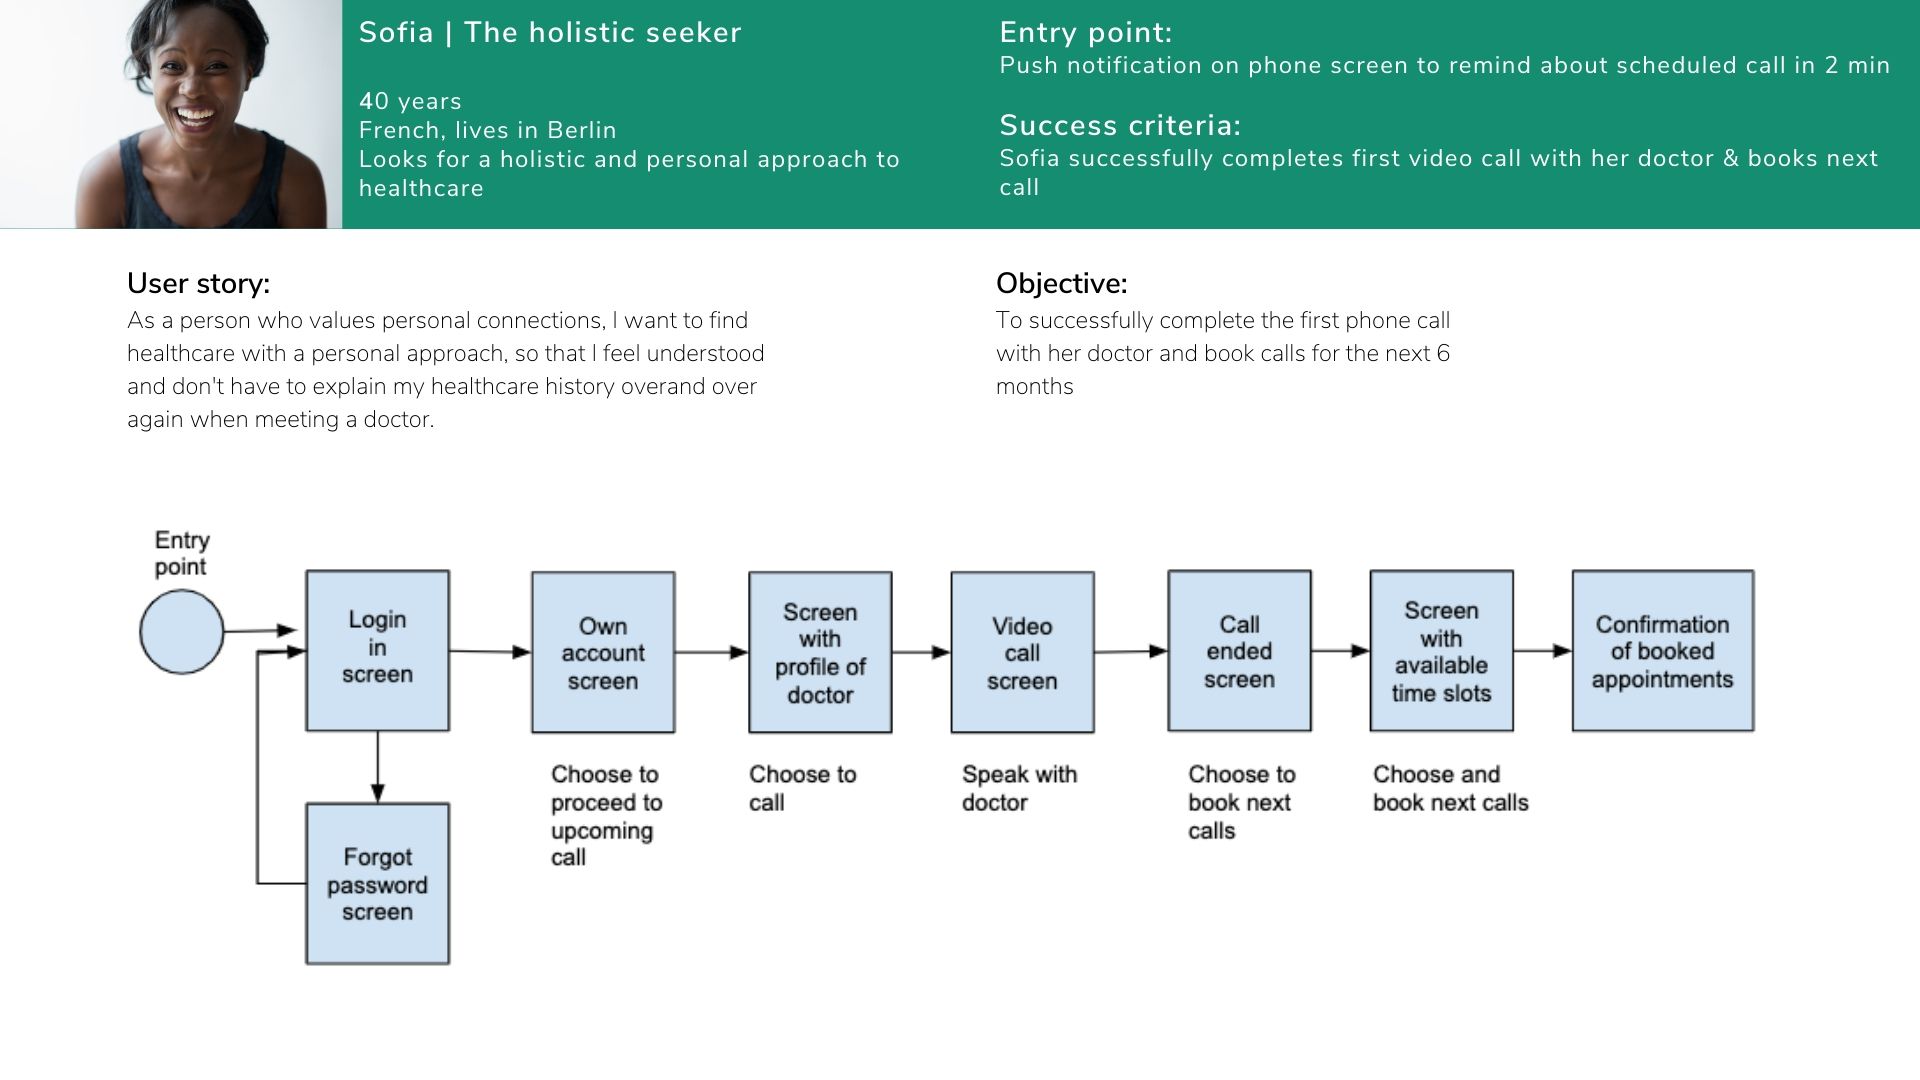 Sofia | The holistic seeker
40 years
French, lives in Berlin
Looks for a holistic and personal approach to
healthcare
Entry point:
Push notification on phone screen to remind about scheduled call in 2 min
Success criteria:
Sofia successfully completes first video call with her doctor & books next
call
User story:
As a person who values personal connections, I want to find
healthcare with a personal approach, so that I feel understood
and don't have to explain my healthcare history overand over
again when meeting a doctor.
Objective:
To successfully complete the first phone call
with her doctor and book calls for the next 6
months
Entry
point
Login
in
screen
Own
account
screen
Screen
with
profile of
doctor
Video
call
screen
Call
ended
screen
Screen
with
available
time slots
Confirmation
of booked
appointments
Choose to
proceed to
upcoming
call
Choose to
call
Speak with
doctor
Choose to
book next
calls
Choose and
book next calls
Forgot
password
screen